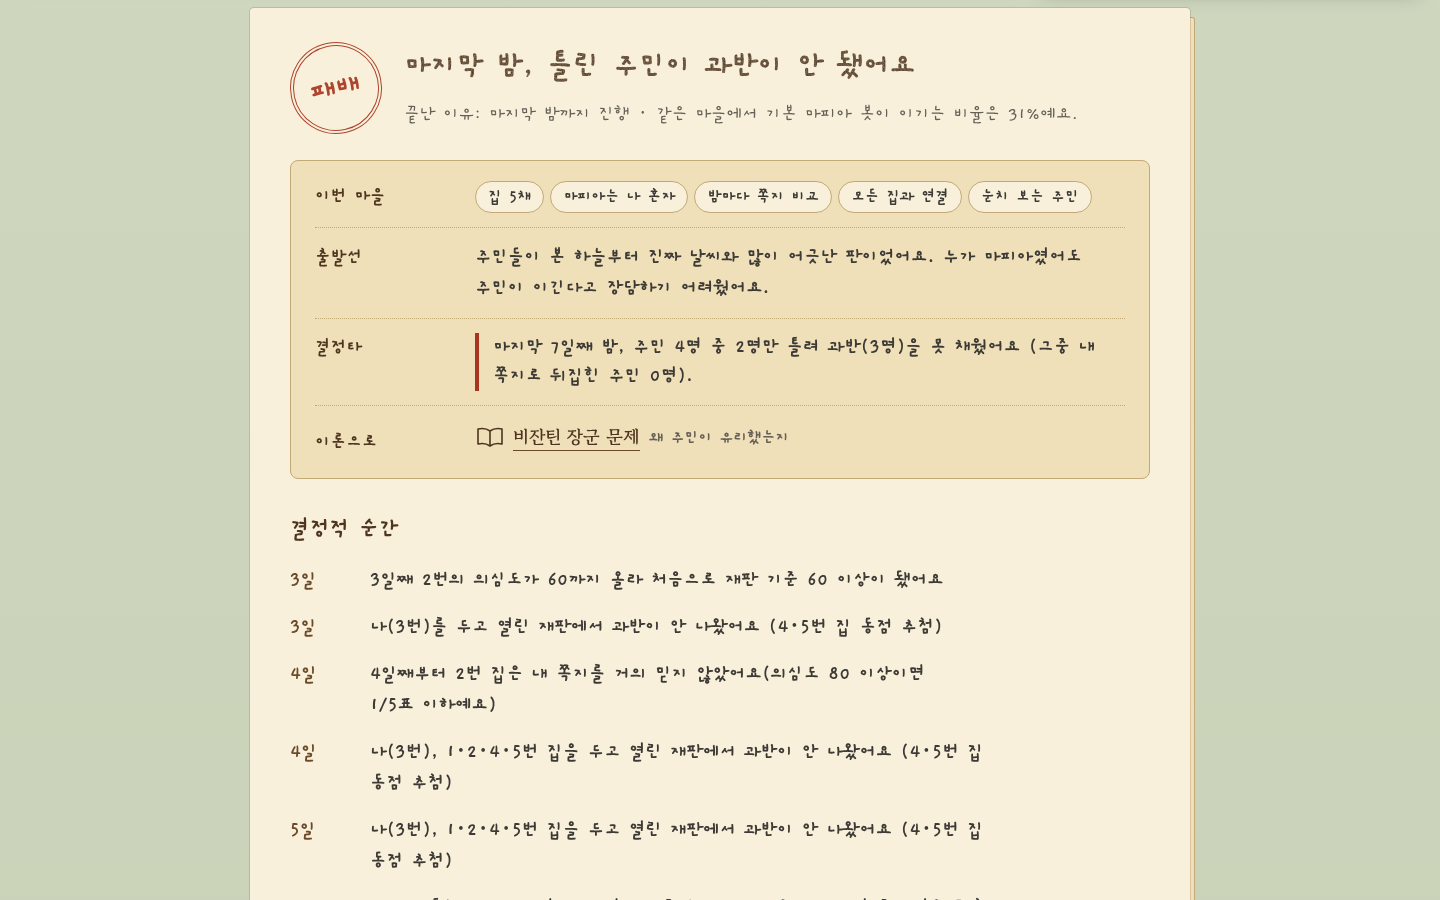 패배
마지막 밤, 틀린 주민이 과반이 안 됐어요
끝난 이유: 마지막 밤까지 진행 · 같은 마을에서 기본 마피아 봇이 이기는 비율은 31%예요.
이번 마을
집 5채 마피아는 나 혼자 밤마다 쪽지 비교 모든 집과 연결 눈치 보는 주민
출발선
주민들이 본 하늘부터 진짜 날씨와 많이 어긋난 판이었어요. 누가 마피아였어도
주민이 이긴다고 장담하기 어려웠어요.
결정타
마지막 7일째 밤, 주민 4명 중 2명만 틀려 과반(3명)을 못 채웠어요 (그중 내
쪽지로 뒤집힌 주민 0명).
이론으로
비잔틴 장군 문제 왜 주민이 유리했는지
결정적 순간
3일 3일째 2번의 의심도가 60까지 올라 처음으로 재판 기준 60 이상이 됐어요
3일 나(3번)를 두고 열린 재판에서 과반이 안 나왔어요 (4·5번 집 동점 추첨)
4일 4일째부터 2번 집은 내 쪽지를 거의 믿지 않았어요(의심도 80 이상이면
1/5표 이하예요)
4일 나(3번), 1·2·4·5번 집을 두고 열린 재판에서 과반이 안 나왔어요 (4·5번 집
동점 추첨)
5일 나(3번), 1·2·4·5번 집을 두고 열린 재판에서 과반이 안 나왔어요 (4·5번 집
동점 추첨)